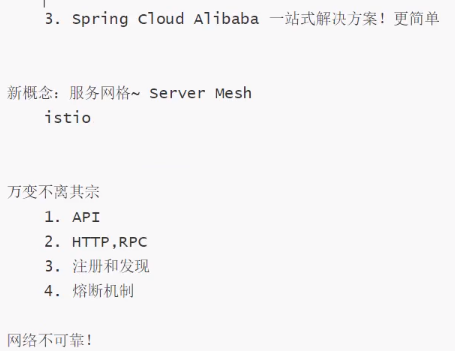 3. Spring Cloud Alibaba 一站式解决方案！更简单
新概念：服务网格~ Server Mesh
istio
万变不离其宗
1. API
2. HTTP,RPC
3. 注册和发现
4. 熔断机制
网络不可靠！